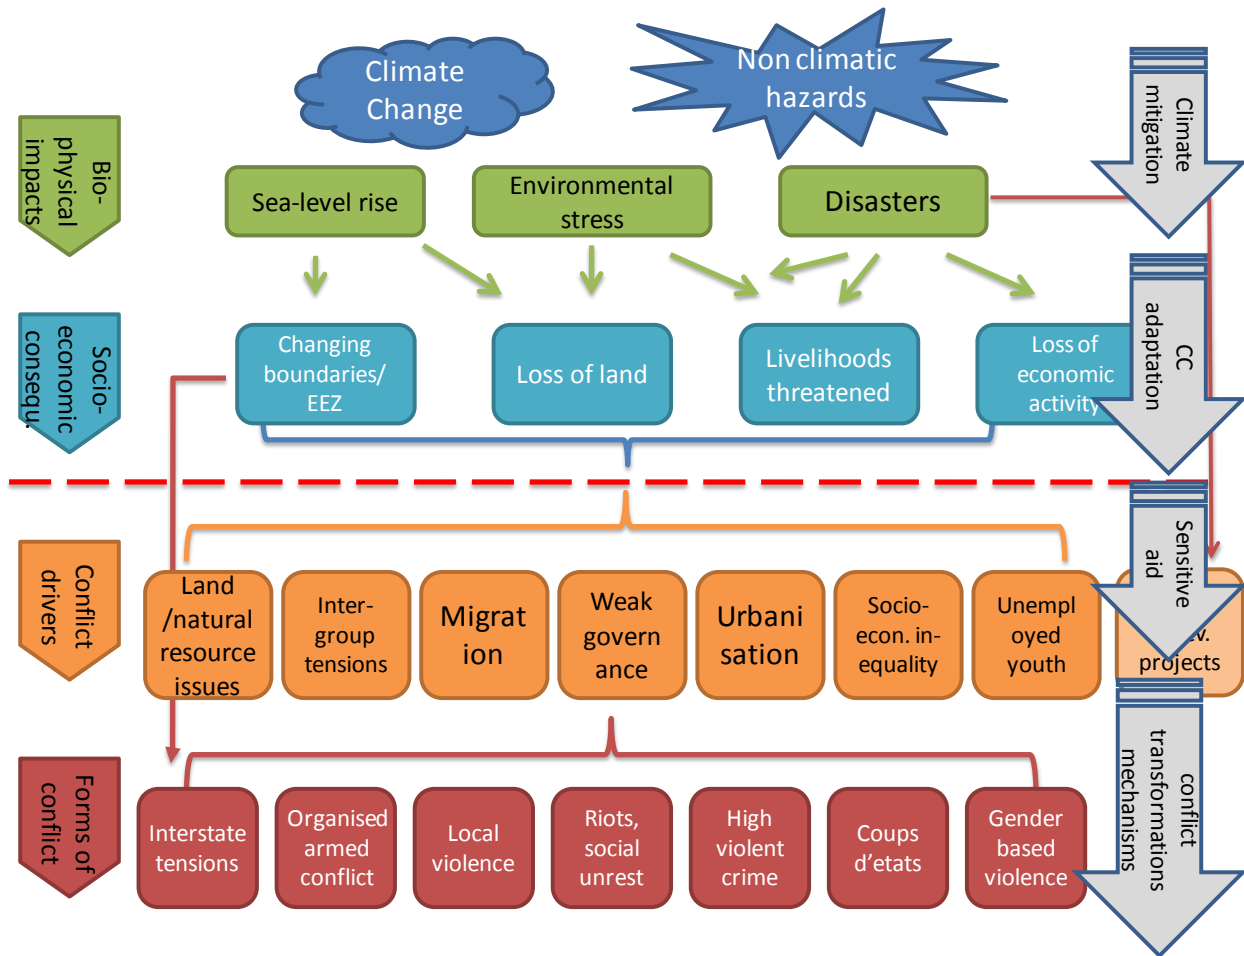 Climate
Change
Non climatic
hazards
Climate
mitigation
Bio-
physical
impacts
Sea-level rise
Environmental
stress
Disasters
Socio-
economic
consequ.
Changing
boundaries/
EEZ
Loss of land
Livelihoods
threatened
Loss of
economic
activity
CC
adaptation
Conflict
drivers
Land
/natural
resource
issues
Inter-
group
tensions
Migrat
ion
Weak
govern
ance
Urbani
sation
Socio-
econ. in-
equality
Unempl
oyed
youth
projects
Sensitive
aid
Forms of
conflict
Interstate
tensions
Organised
armed
conflict
Local
violence
Riots,
social
unrest
High
violent
crime
Coups
d’etats
Gender
based
violence
conflict
transformations
mechanisms